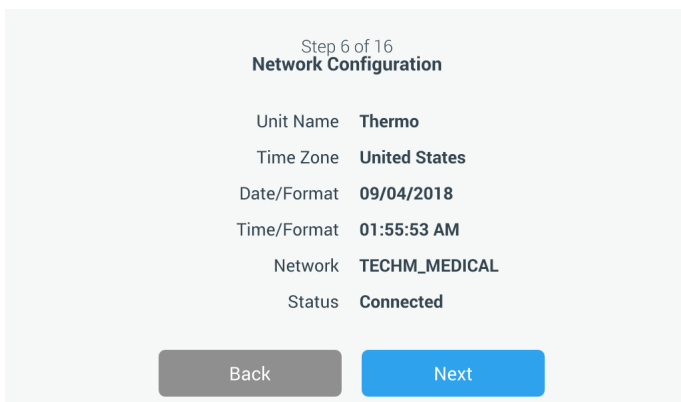 Step 6 of 16
Network Configuration
Unit Name Thermo
Time Zone United States
Date/Format 09/04/2018
Time/Format 01:55:53 AM
Network TECHM_MEDICAL
Status Connected
Back Next